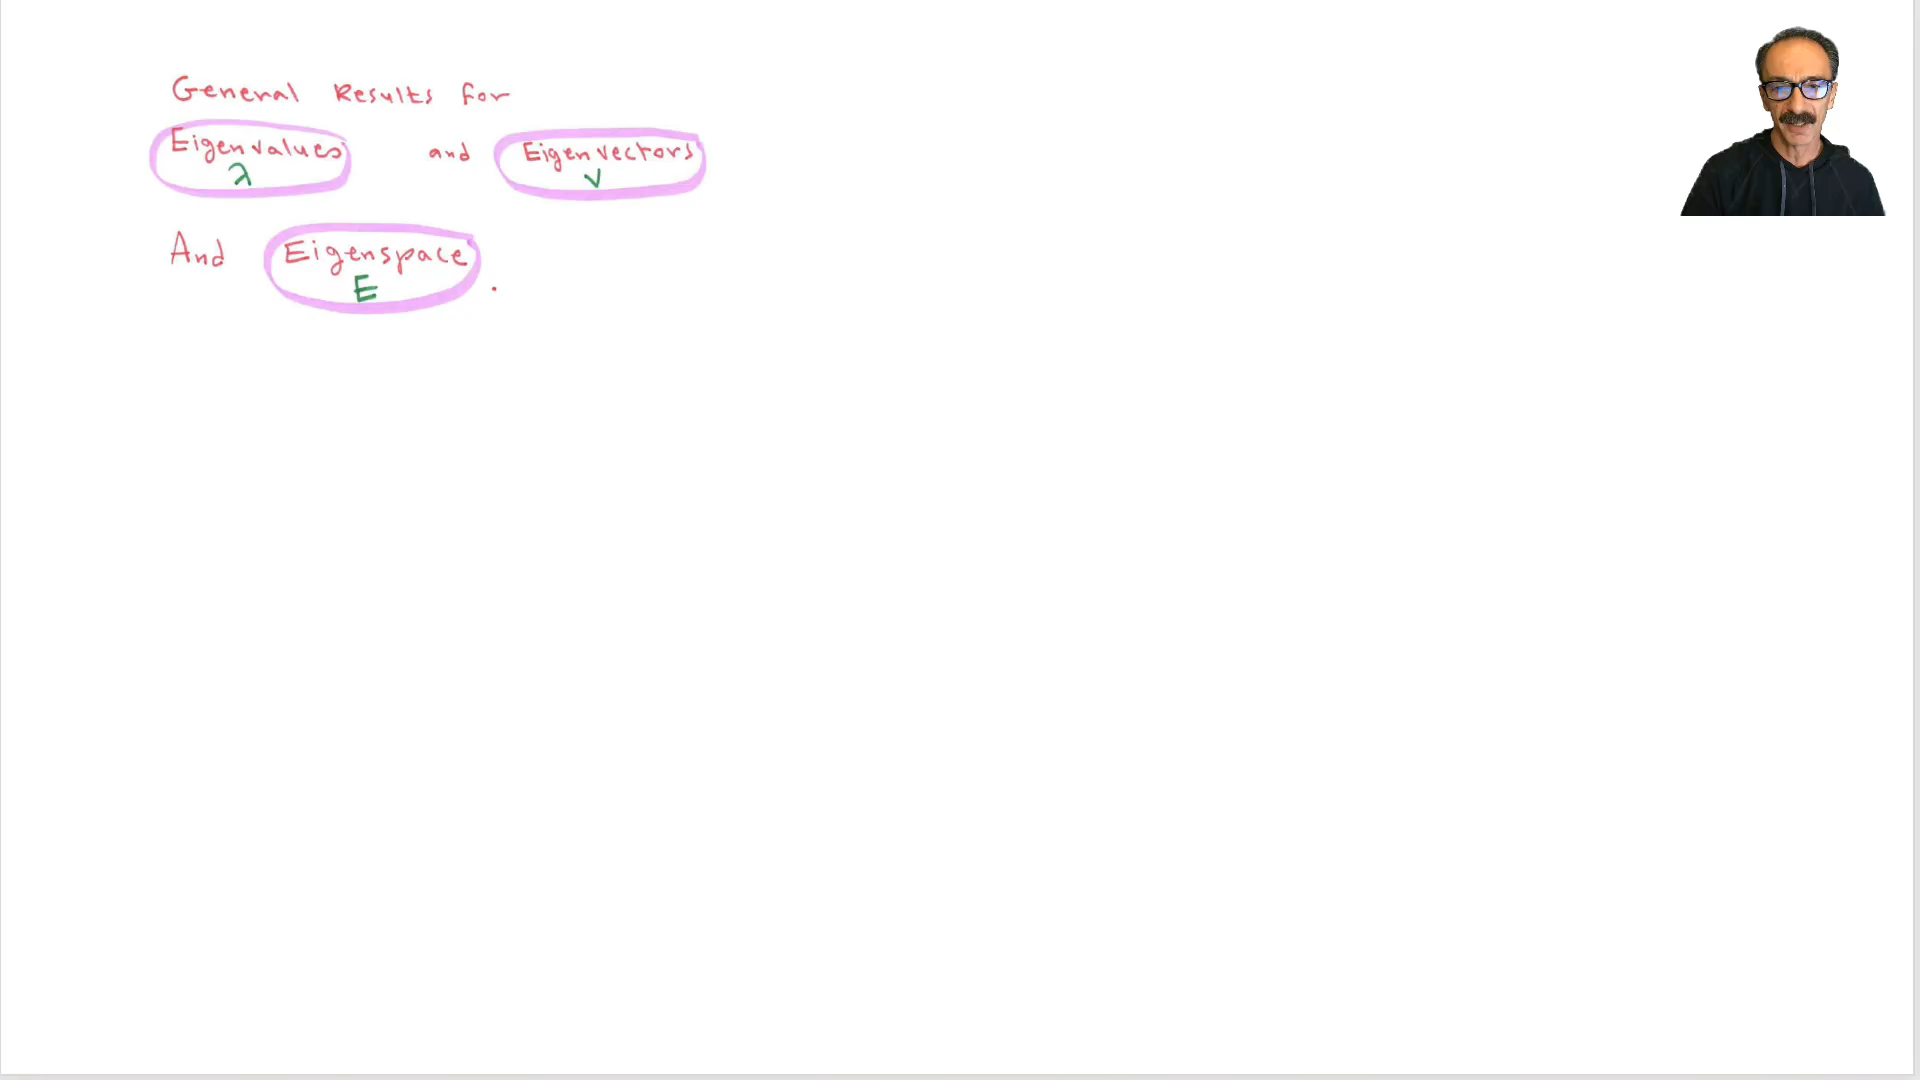 General Results for
Eigenvalues and Eigenvectors
λ v
And Eigenspace.
E